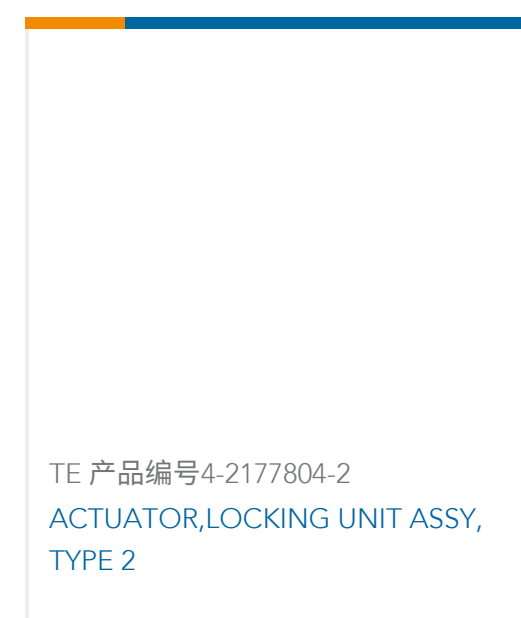 TE 产品编号4-2177804-2
ACTUATOR,LOCKING UNIT ASSY,
TYPE 2